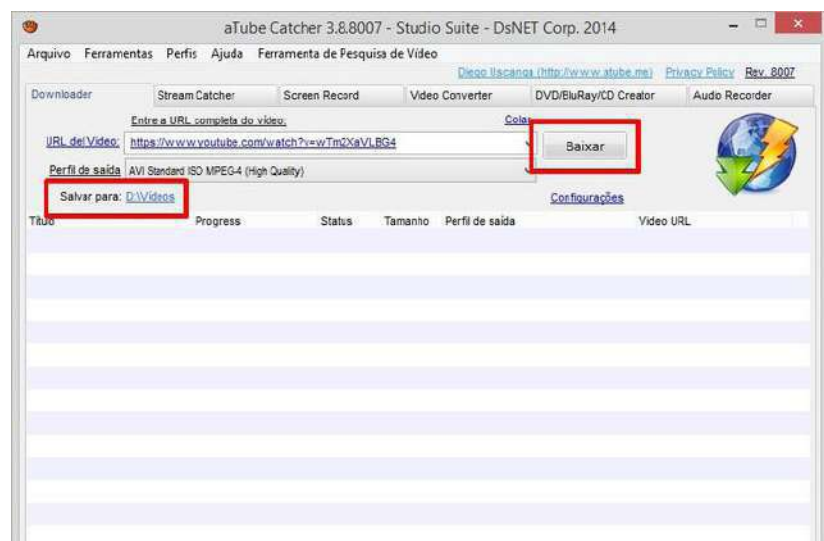 aTube Catcher 3.8.8007 - Studio Suite - DsNET Corp. 2014
Arquivo Ferramentas Perfis Ajuda Ferramenta de Pesquisa de Vídeo
Diego Uscanga (http://www.atube.me) Privacy Policy Rev. 8007
Downloader Stream Catcher Screen Record Video Converter DVD/BluRay/CD Creator Audio Recorder
Entre a URL completa do vídeo: Colar
URL del Video: https://www.youtube.com/watch?v=wTm2XaVLBG4 Baixar
Perfil de saída AVI Standard ISO MPEG-4 (High Quality)
Salvar para: D:\Vídeos Configurações
Título Progress Status Tamanho Perfil de saída Video URL